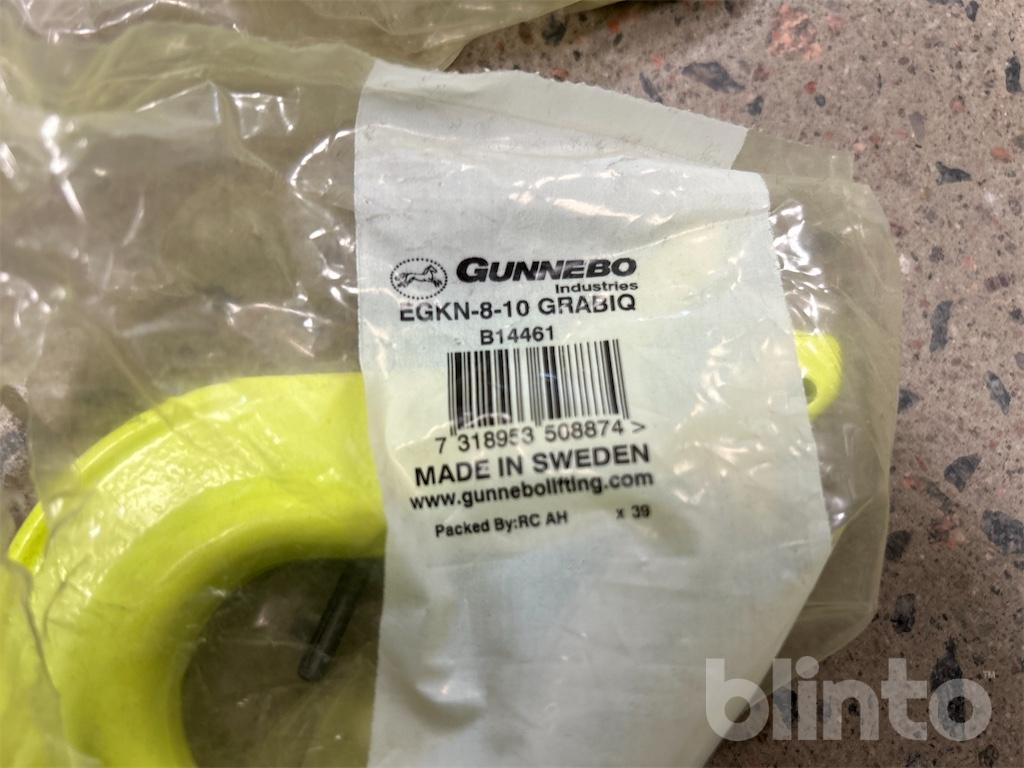 GUNNEBO
Industries
EGKN-8-10 GRABIQ
B14461
7 318953 508874 >
MADE IN SWEDEN
www.gunnebolifting.com
Packed By:RC AH x 39
blinto™